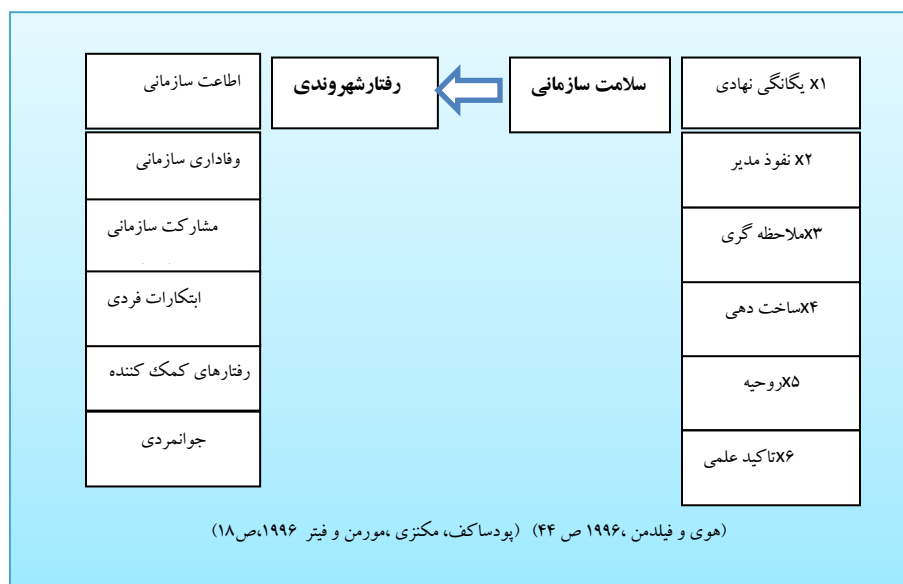 x۱ یگانگی نهادی
سلامت سازمانی
رفتارشهروندی
اطاعت سازمانی
x۲ نفوذ مدیر
وفاداری سازمانی
x۳ملاحظه گری
مشارکت سازمانی
x۴ساخت دهی
ابتکارات فردی
x۵روحیه
رفتارهای کمک کننده
x۶تاکید علمی
جوانمردی
(هوی و فیلدمن ،۱۹۹۶ ص ۴۴) (پودساکف، مکنزی ،مورمن و فیتر ۱۹۹۶،ص۱۸)